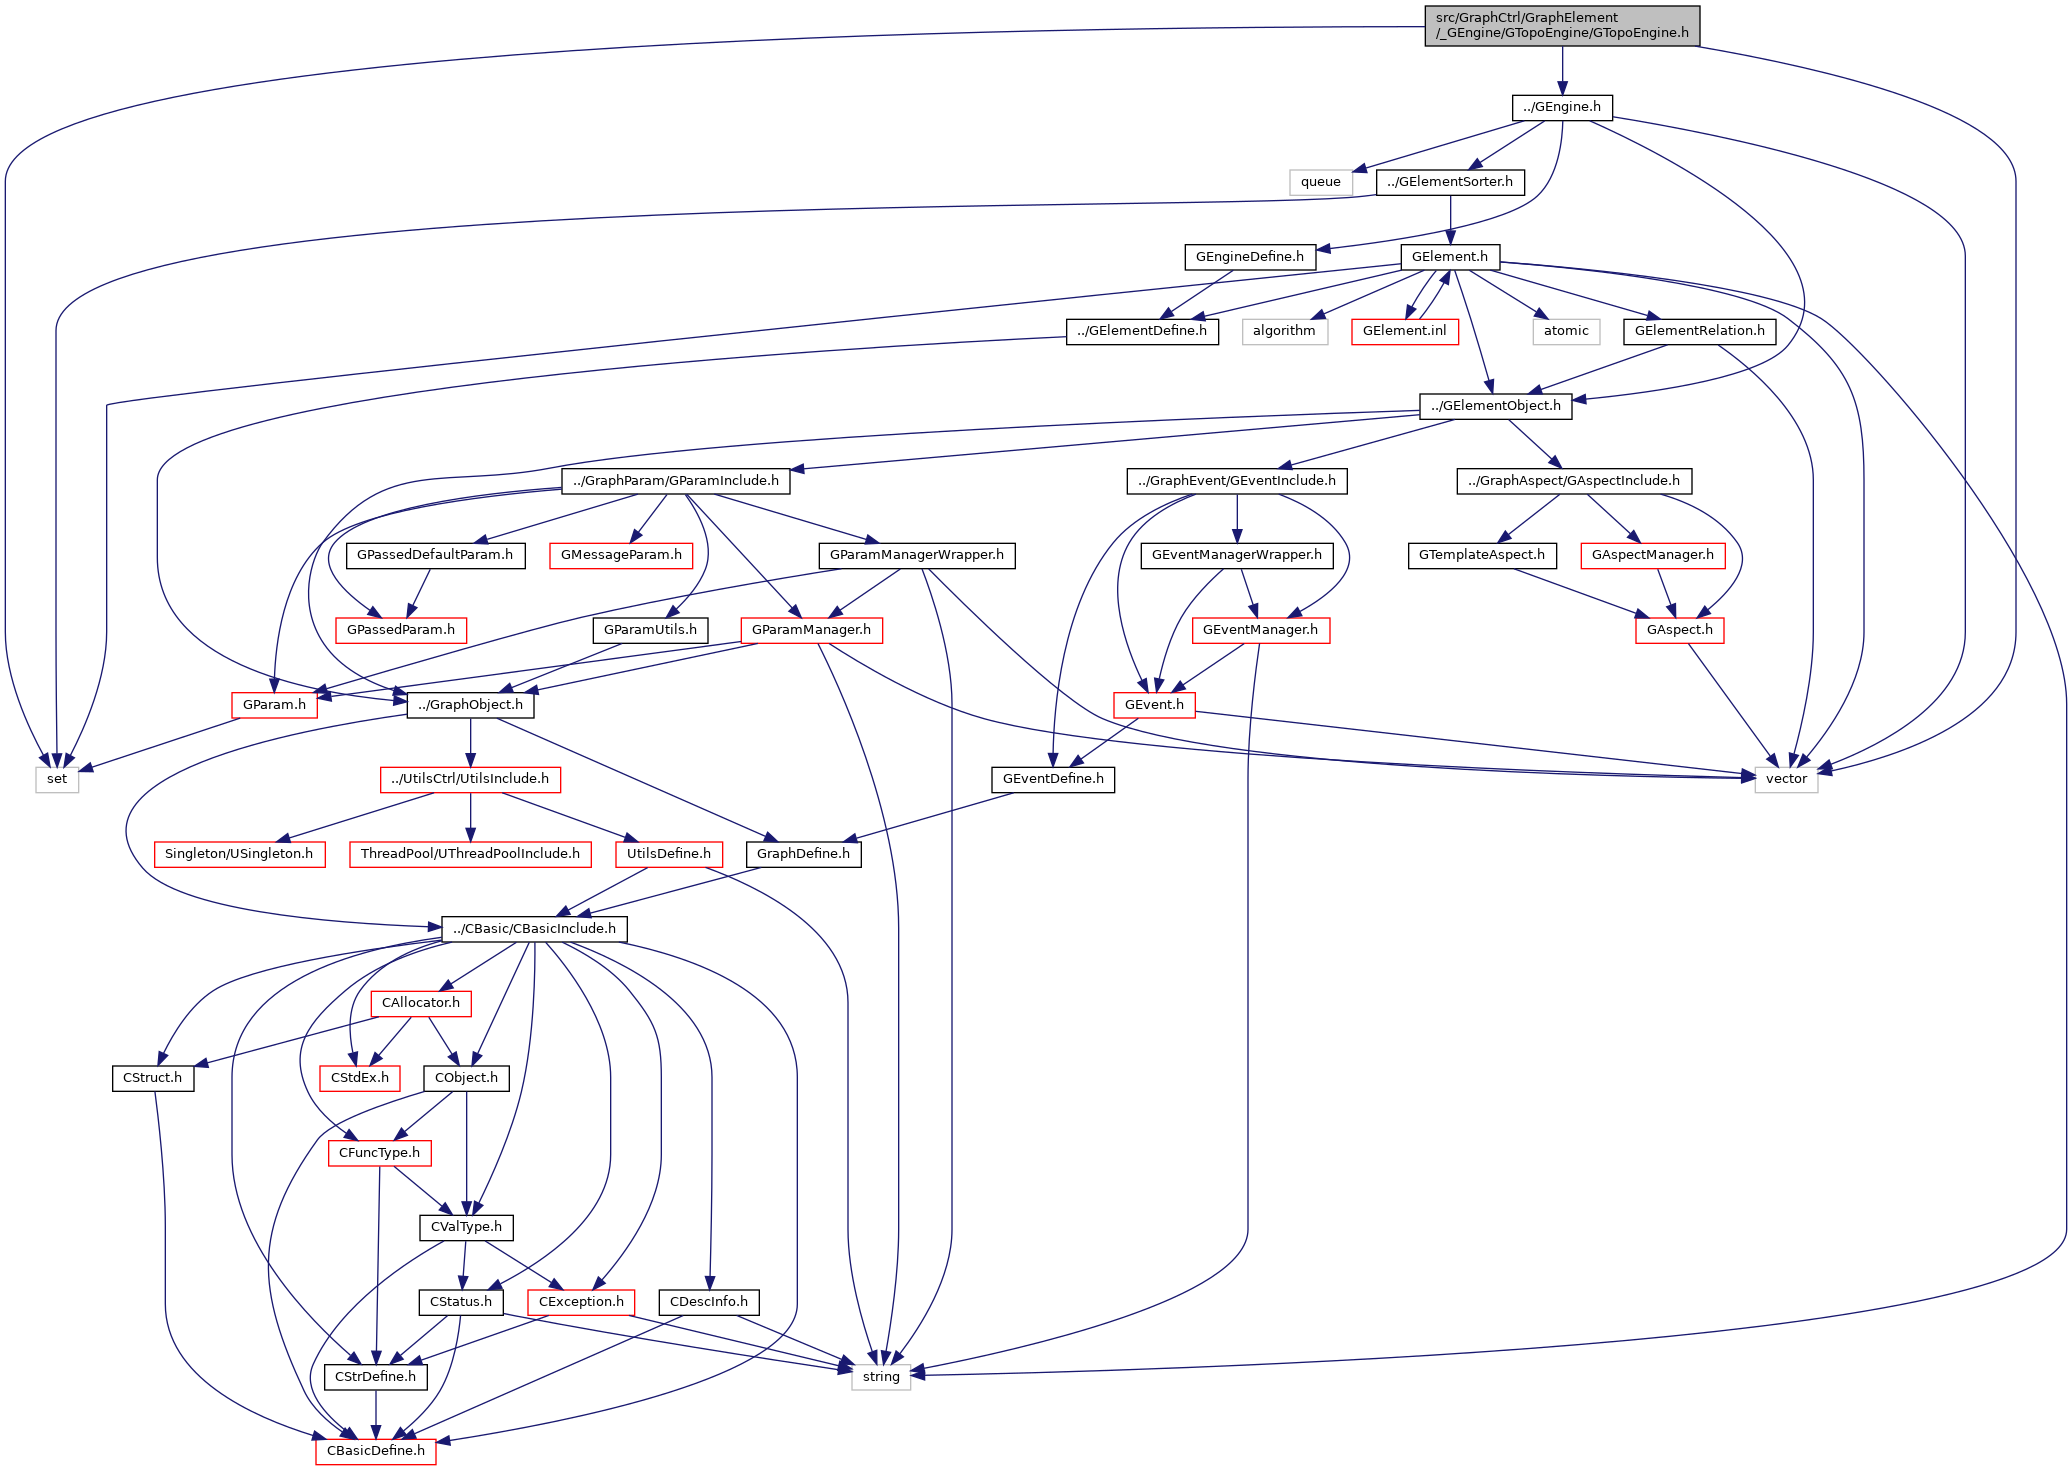 src/GraphCtrl/GraphElement
/_GEngine/GTopoEngine/GTopoEngine.h
../GEngine.h
queue
../GElementSorter.h
GEngineDefine.h
GElement.h
../GElementDefine.h
algorithm
GElement.inl
atomic
GElementRelation.h
../GElementObject.h
../GraphParam/GParamInclude.h
../GraphEvent/GEventInclude.h
../GraphAspect/GAspectInclude.h
GPassedDefaultParam.h
GMessageParam.h
GParamManagerWrapper.h
GEventManagerWrapper.h
GTemplateAspect.h
GAspectManager.h
GPassedParam.h
GParamUtils.h
GParamManager.h
GEventManager.h
GAspect.h
GParam.h
../GraphObject.h
GEvent.h
set
../UtilsCtrl/UtilsInclude.h
GEventDefine.h
vector
Singleton/USingleton.h
ThreadPool/UThreadPoolInclude.h
UtilsDefine.h
GraphDefine.h
../CBasic/CBasicInclude.h
CAllocator.h
CStruct.h
CStdEx.h
CObject.h
CFuncType.h
CValType.h
CStatus.h
CException.h
CDescInfo.h
CStrDefine.h
string
CBasicDefine.h